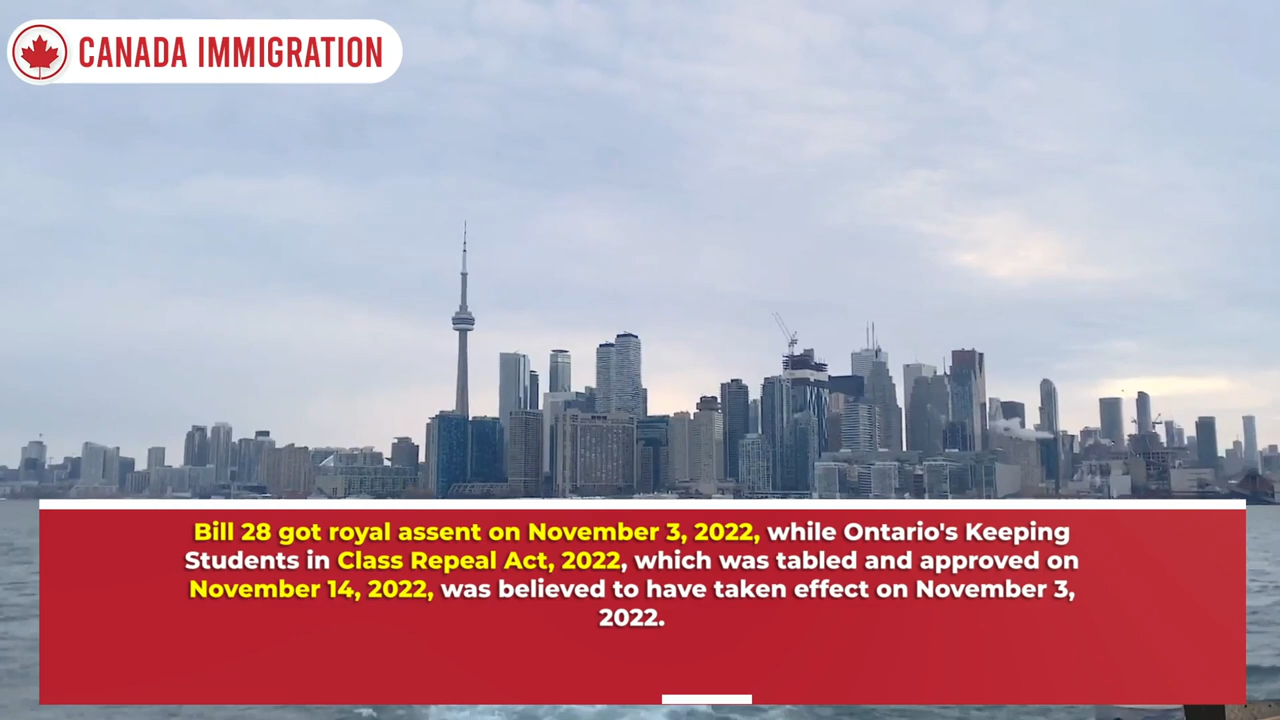 CANADA IMMIGRATION
Bill 28 got royal assent on November 3, 2022, while Ontario's Keeping
Students in Class Repeal Act, 2022, which was tabled and approved on
November 14, 2022, was believed to have taken effect on November 3,
2022.